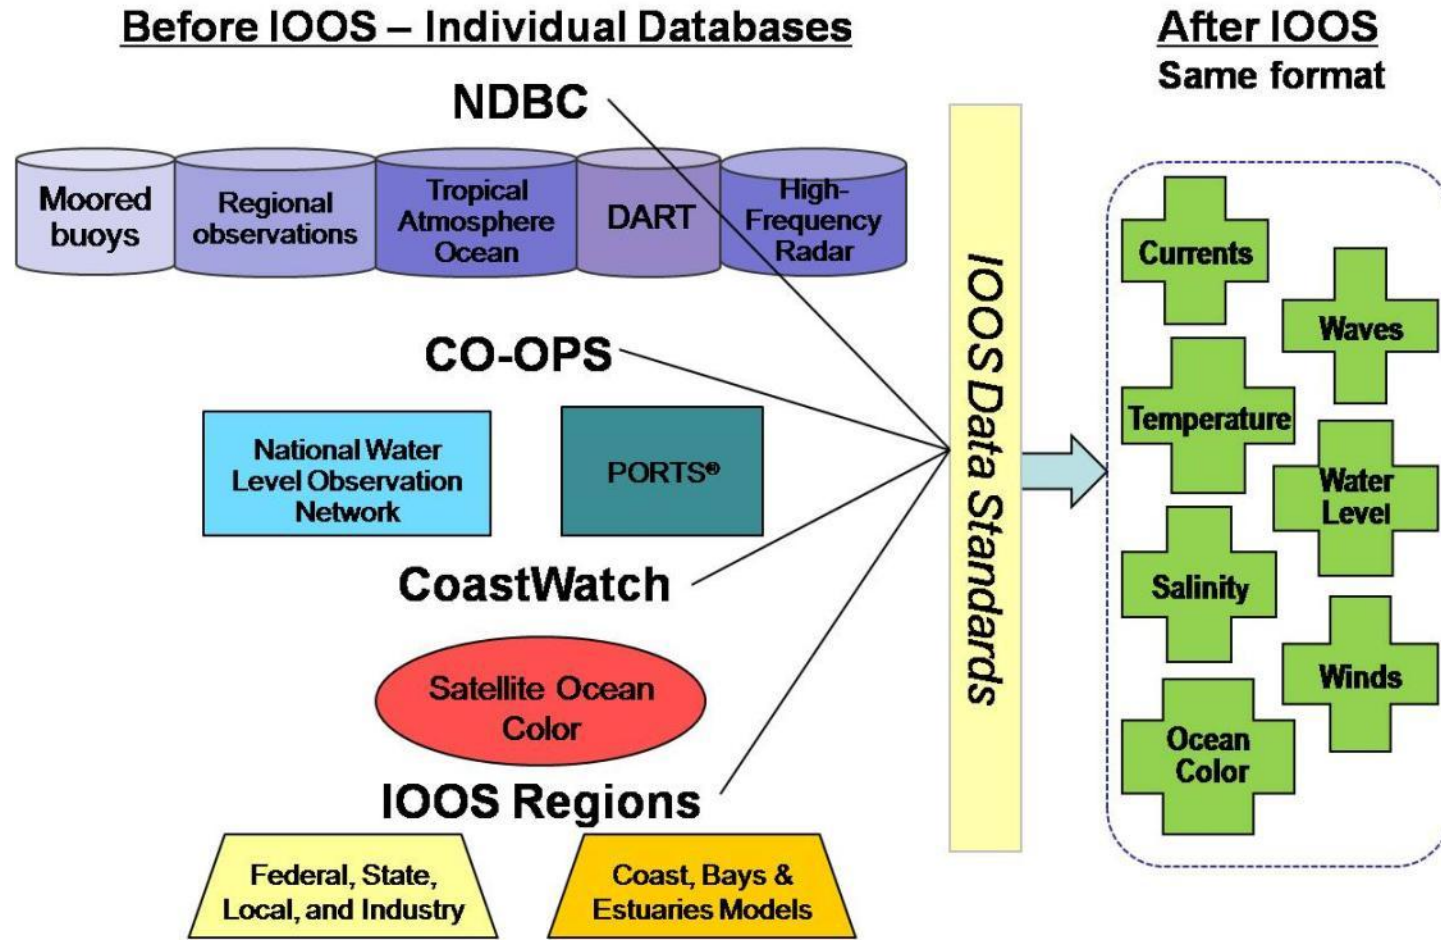 Before IOOS – Individual Databases
After IOOS
Same format
NDBC
Moored
buoys
Regional
observations
Tropical
Atmosphere
Ocean
DART
High-
Frequency
Radar
CO-OPS
National Water
Level Observation
Network
PORTS®
CoastWatch
Satellite Ocean
Color
IOOS Regions
Federal, State,
Local, and Industry
Coast, Bays &
Estuaries Models
IOOS Data Standards
Currents
Waves
Temperature
Water
Level
Salinity
Winds
Ocean
Color